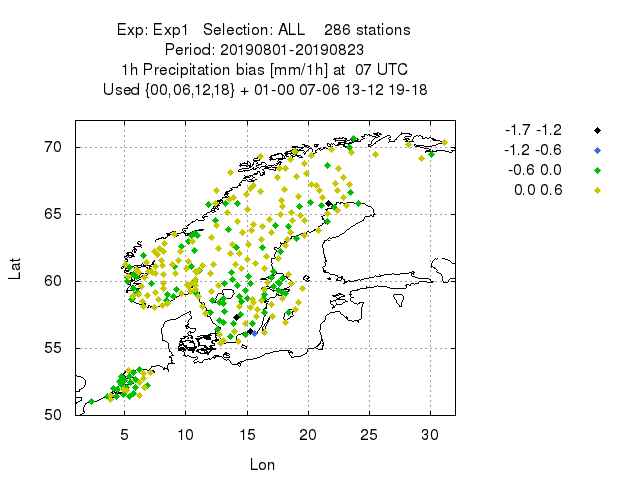 Exp: Exp1 Selection: ALL 286 stations
Period: 20190801-20190823
1h Precipitation bias [mm/1h] at 07 UTC
Used {00,06,12,18} + 01-00 07-06 13-12 19-18
-1.7 -1.2
-1.2 -0.6
-0.6 0.0
0.0 0.6
70
65
60
55
50
Lat
5 10 15 20 25 30
Lon